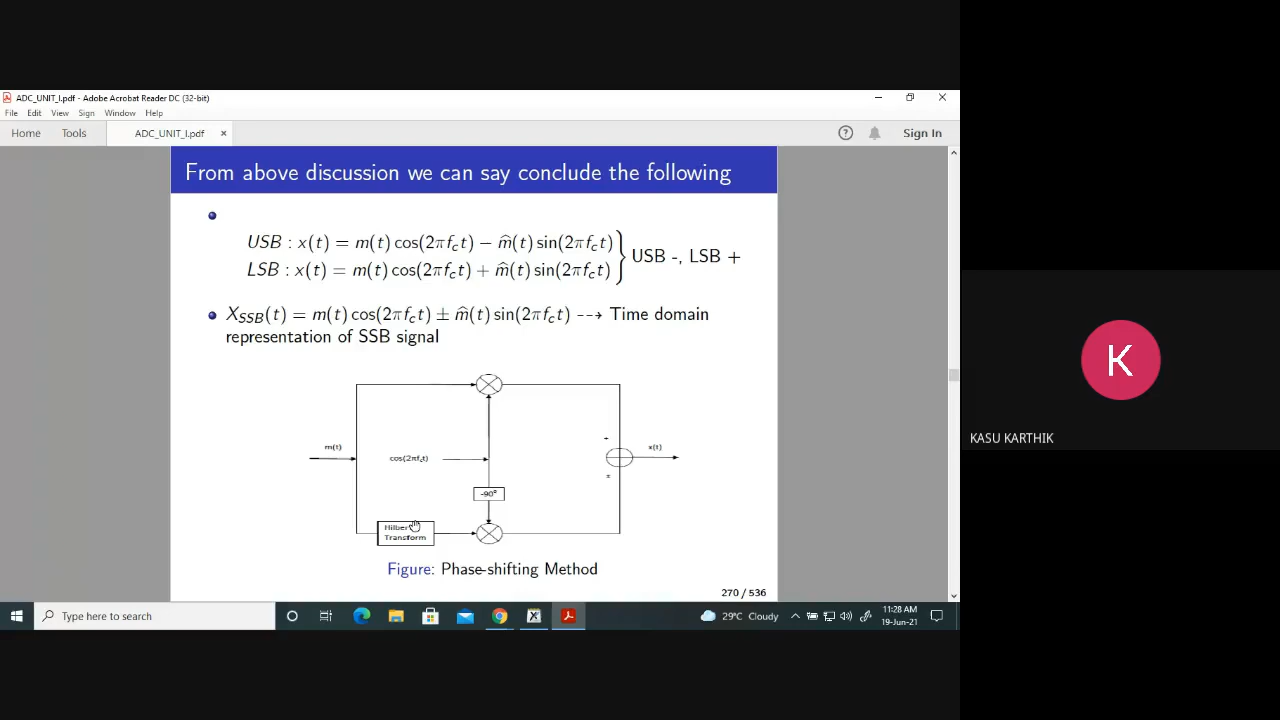 ADC_UNIT_I.pdf - Adobe Acrobat Reader DC (32-bit)
File Edit View Sign Window Help
Home Tools ADC_UNIT_I.pdf × Sign In
From above discussion we can say conclude the following
USB : x(t) = m(t) cos(2πf_c t) − m̂(t) sin(2πf_c t)
LSB : x(t) = m(t) cos(2πf_c t) + m̂(t) sin(2πf_c t)
USB -, LSB +
X_SSB(t) = m(t) cos(2πf_c t) ± m̂(t) sin(2πf_c t) --→ Time domain
representation of SSB signal
m(t)
cos(2πf_c t)
-90°
+
x(t)
Transform
Figure: Phase-shifting Method
270 / 536
K
KASU KARTHIK
Type here to search
29°C Cloudy
11:28 AM
19-Jun-21